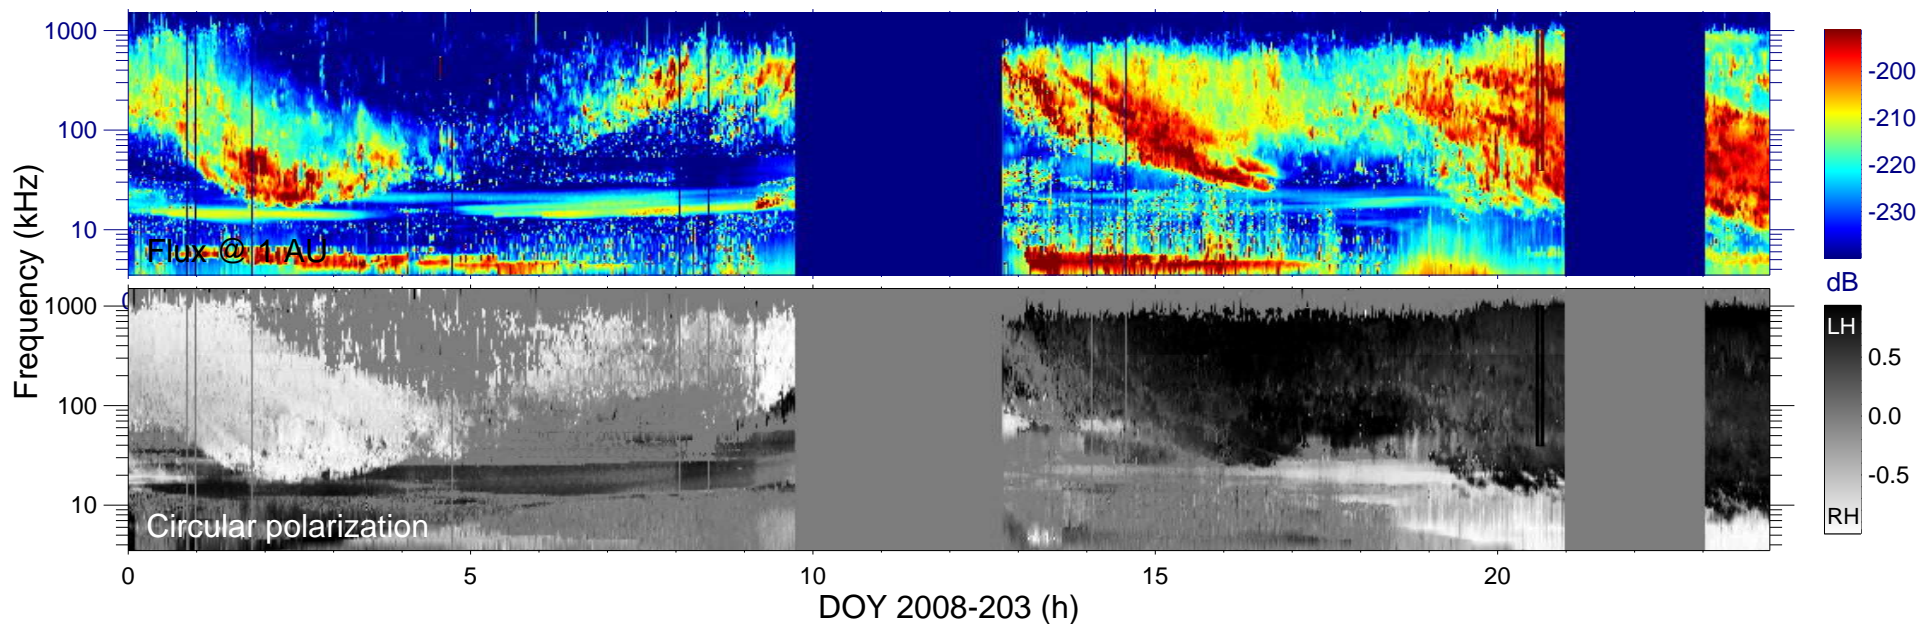 1000
100
10
Flux @ 1 AU
-200
-210
-220
-230
dB
0
Frequency (kHz)
1000
100
10
Circular polarization
LH
0.5
0.0
-0.5
RH
0
5
10
15
20
DOY 2008-203 (h)